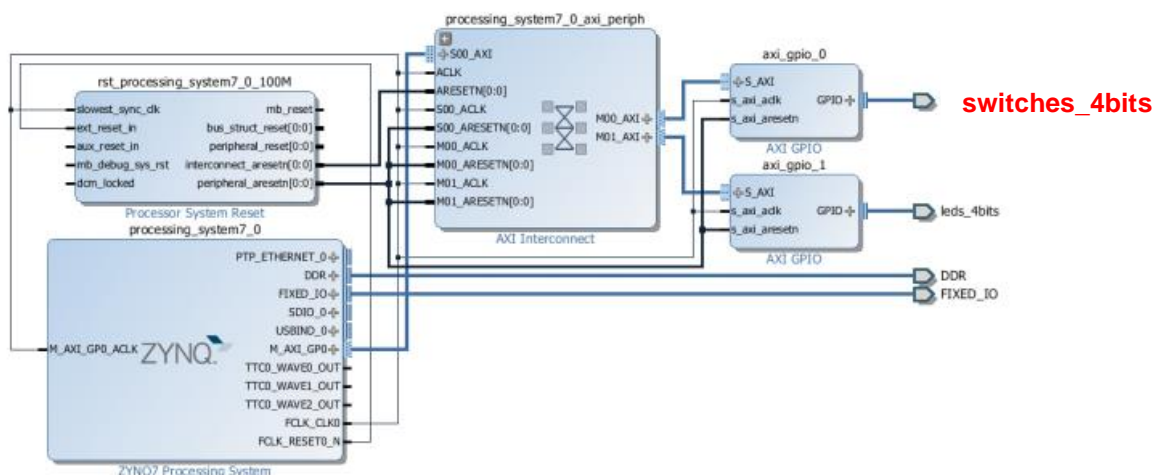 processing_system7_0_axi_periph
S00_AXI
ACLK
ARESETN[0:0]
S00_ACLK
S00_ARESETN[0:0]
M00_ACLK
M00_ARESETN[0:0]
M01_ACLK
M01_ARESETN[0:0]
M00_AXI
M01_AXI
AXI Interconnect
rst_processing_system7_0_100M
slowest_sync_clk
ext_reset_in
aux_reset_in
mb_debug_sys_rst
dcm_locked
mb_reset
bus_struct_reset[0:0]
peripheral_reset[0:0]
interconnect_aresetn[0:0]
peripheral_aresetn[0:0]
Processor System Reset
axi_gpio_0
S_AXI
s_axi_aclk
s_axi_aresetn
GPIO
AXI GPIO
switches_4bits
axi_gpio_1
S_AXI
s_axi_aclk
s_axi_aresetn
GPIO
AXI GPIO
leds_4bits
processing_system7_0
M_AXI_GP0_ACLK
ZYNQ
PTP_ETHERNET_0
DDR
FIXED_IO
SDIO_0
USBIND_0
M_AXI_GP0
TTC0_WAVE0_OUT
TTC0_WAVE1_OUT
TTC0_WAVE2_OUT
FCLK_CLK0
FCLK_RESET0_N
ZYNQ7 Processing System
DDR
FIXED_IO